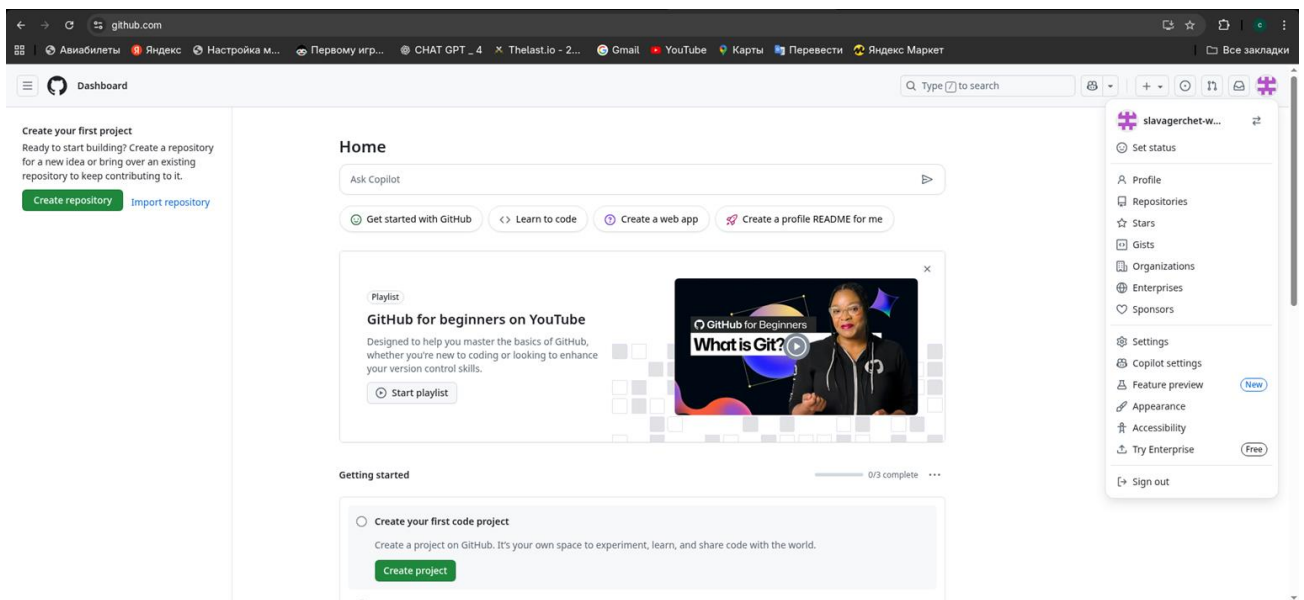 github.com
Авиабилеты Яндекс Настройка м... Первому игр... CHAT GPT _ 4 Thelast.io - 2... Gmail YouTube Карты Перевести Яндекс Маркет Все закладки
Dashboard
Type / to search
Create your first project
Ready to start building? Create a repository
for a new idea or bring over an existing
repository to keep contributing to it.
Create repository Import repository
Home
Ask Copilot
Get started with GitHub Learn to code Create a web app Create a profile README for me
Playlist
GitHub for beginners on YouTube
Designed to help you master the basics of GitHub,
whether you're new to coding or looking to enhance
your version control skills.
Start playlist
GitHub for Beginners
What is Git?
Getting started
0/3 complete
Create your first code project
Create a project on GitHub. It's your own space to experiment, learn, and share code with the world.
Create project
slavagerchet-w...
Set status
Profile
Repositories
Stars
Gists
Organizations
Enterprises
Sponsors
Settings
Copilot settings
Feature preview New
Appearance
Accessibility
Try Enterprise Free
Sign out